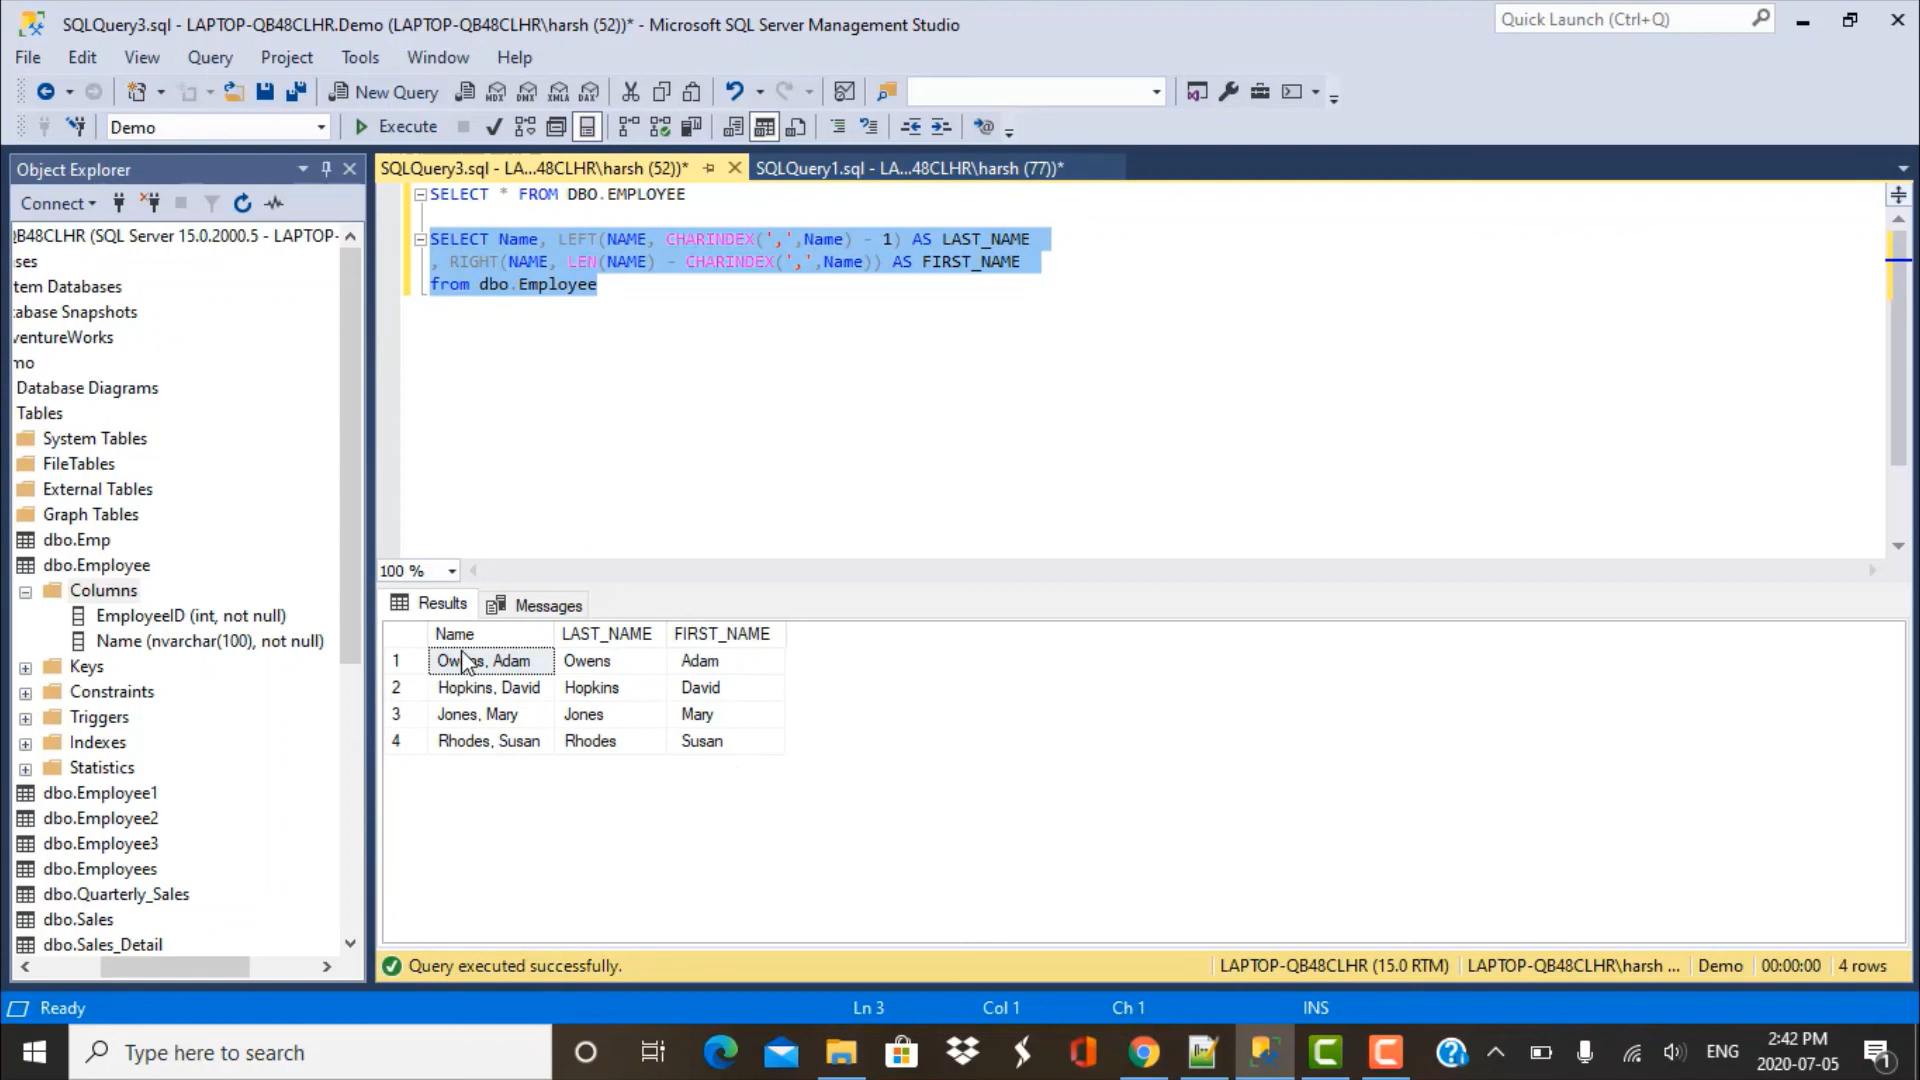 SQLQuery3.sql - LAPTOP-QB48CLHR.Demo (LAPTOP-QB48CLHR\harsh (52))* - Microsoft SQL Server Management Studio
Quick Launch (Ctrl+Q)
File Edit View Query Project Tools Window Help
New Query
MDX DMX XMLA DAX
Demo
Execute
Object Explorer
SQLQuery3.sql - LA...48CLHR\harsh (52))*
SQLQuery1.sql - LA...48CLHR\harsh (77))*
Connect
QB48CLHR (SQL Server 15.0.2000.5 - LAPTOP-
ses
tem Databases
abase Snapshots
ventureWorks
mo
Database Diagrams
Tables
System Tables
FileTables
External Tables
Graph Tables
dbo.Emp
dbo.Employee
Columns
EmployeeID (int, not null)
Name (nvarchar(100), not null)
Keys
Constraints
Triggers
Indexes
Statistics
dbo.Employee1
dbo.Employee2
dbo.Employee3
dbo.Employees
dbo.Quarterly_Sales
dbo.Sales
dbo.Sales_Detail
SELECT * FROM DBO.EMPLOYEE
SELECT Name, LEFT(NAME, CHARINDEX(',',Name) - 1) AS LAST_NAME
, RIGHT(NAME, LEN(NAME) - CHARINDEX(',',Name)) AS FIRST_NAME
from dbo.Employee
100 %
Results Messages
Name LAST_NAME FIRST_NAME
1 Owens, Adam Owens Adam
2 Hopkins, David Hopkins David
3 Jones, Mary Jones Mary
4 Rhodes, Susan Rhodes Susan
Query executed successfully.
LAPTOP-QB48CLHR (15.0 RTM) LAPTOP-QB48CLHR\harsh ... Demo 00:00:00 4 rows
Ready Ln 3 Col 1 Ch 1 INS
Type here to search
ENG
2:42 PM
2020-07-05
1